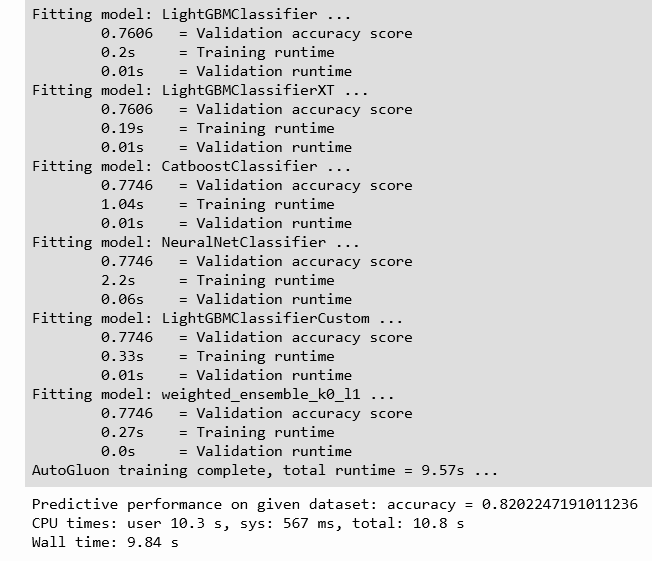 Fitting model: LightGBMClassifier ...
0.7606 = Validation accuracy score
0.2s = Training runtime
0.01s = Validation runtime
Fitting model: LightGBMClassifierXT ...
0.7606 = Validation accuracy score
0.19s = Training runtime
0.01s = Validation runtime
Fitting model: CatboostClassifier ...
0.7746 = Validation accuracy score
1.04s = Training runtime
0.01s = Validation runtime
Fitting model: NeuralNetClassifier ...
0.7746 = Validation accuracy score
2.2s = Training runtime
0.06s = Validation runtime
Fitting model: LightGBMClassifierCustom ...
0.7746 = Validation accuracy score
0.33s = Training runtime
0.01s = Validation runtime
Fitting model: weighted_ensemble_k0_l1 ...
0.7746 = Validation accuracy score
0.27s = Training runtime
0.0s = Validation runtime
AutoGluon training complete, total runtime = 9.57s ...
Predictive performance on given dataset: accuracy = 0.8202247191011236
CPU times: user 10.3 s, sys: 567 ms, total: 10.8 s
Wall time: 9.84 s